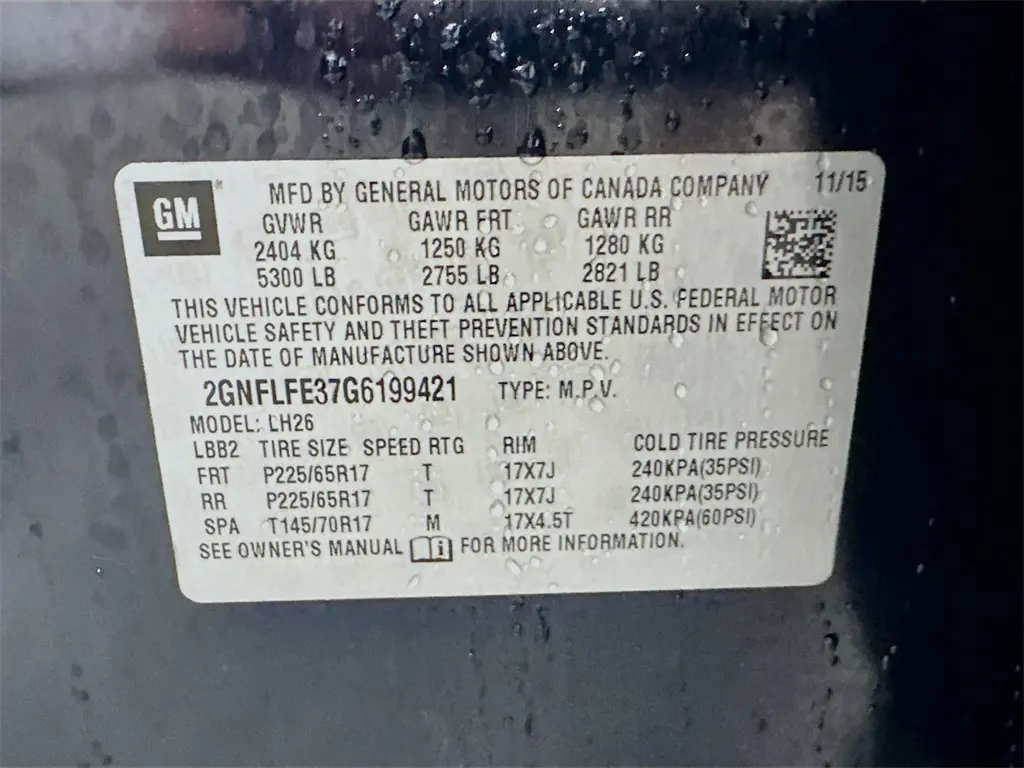 GM
MFD BY GENERAL MOTORS OF CANADA COMPANY 11/15
GVWR GAWR FRT GAWR RR
2404 KG 1250 KG 1280 KG
5300 LB 2755 LB 2821 LB
THIS VEHICLE CONFORMS TO ALL APPLICABLE U.S. FEDERAL MOTOR
VEHICLE SAFETY AND THEFT PREVENTION STANDARDS IN EFFECT ON
THE DATE OF MANUFACTURE SHOWN ABOVE.
2GNFLFE37G6199421 TYPE: M.P.V.
MODEL: LH26
LBB2 TIRE SIZE SPEED RTG RIM COLD TIRE PRESSURE
FRT P225/65R17 T 17X7J 240KPA(35PSI)
RR P225/65R17 T 17X7J 240KPA(35PSI)
SPA T145/70R17 M 17X4.5T 420KPA(60PSI)
SEE OWNER'S MANUAL i FOR MORE INFORMATION.